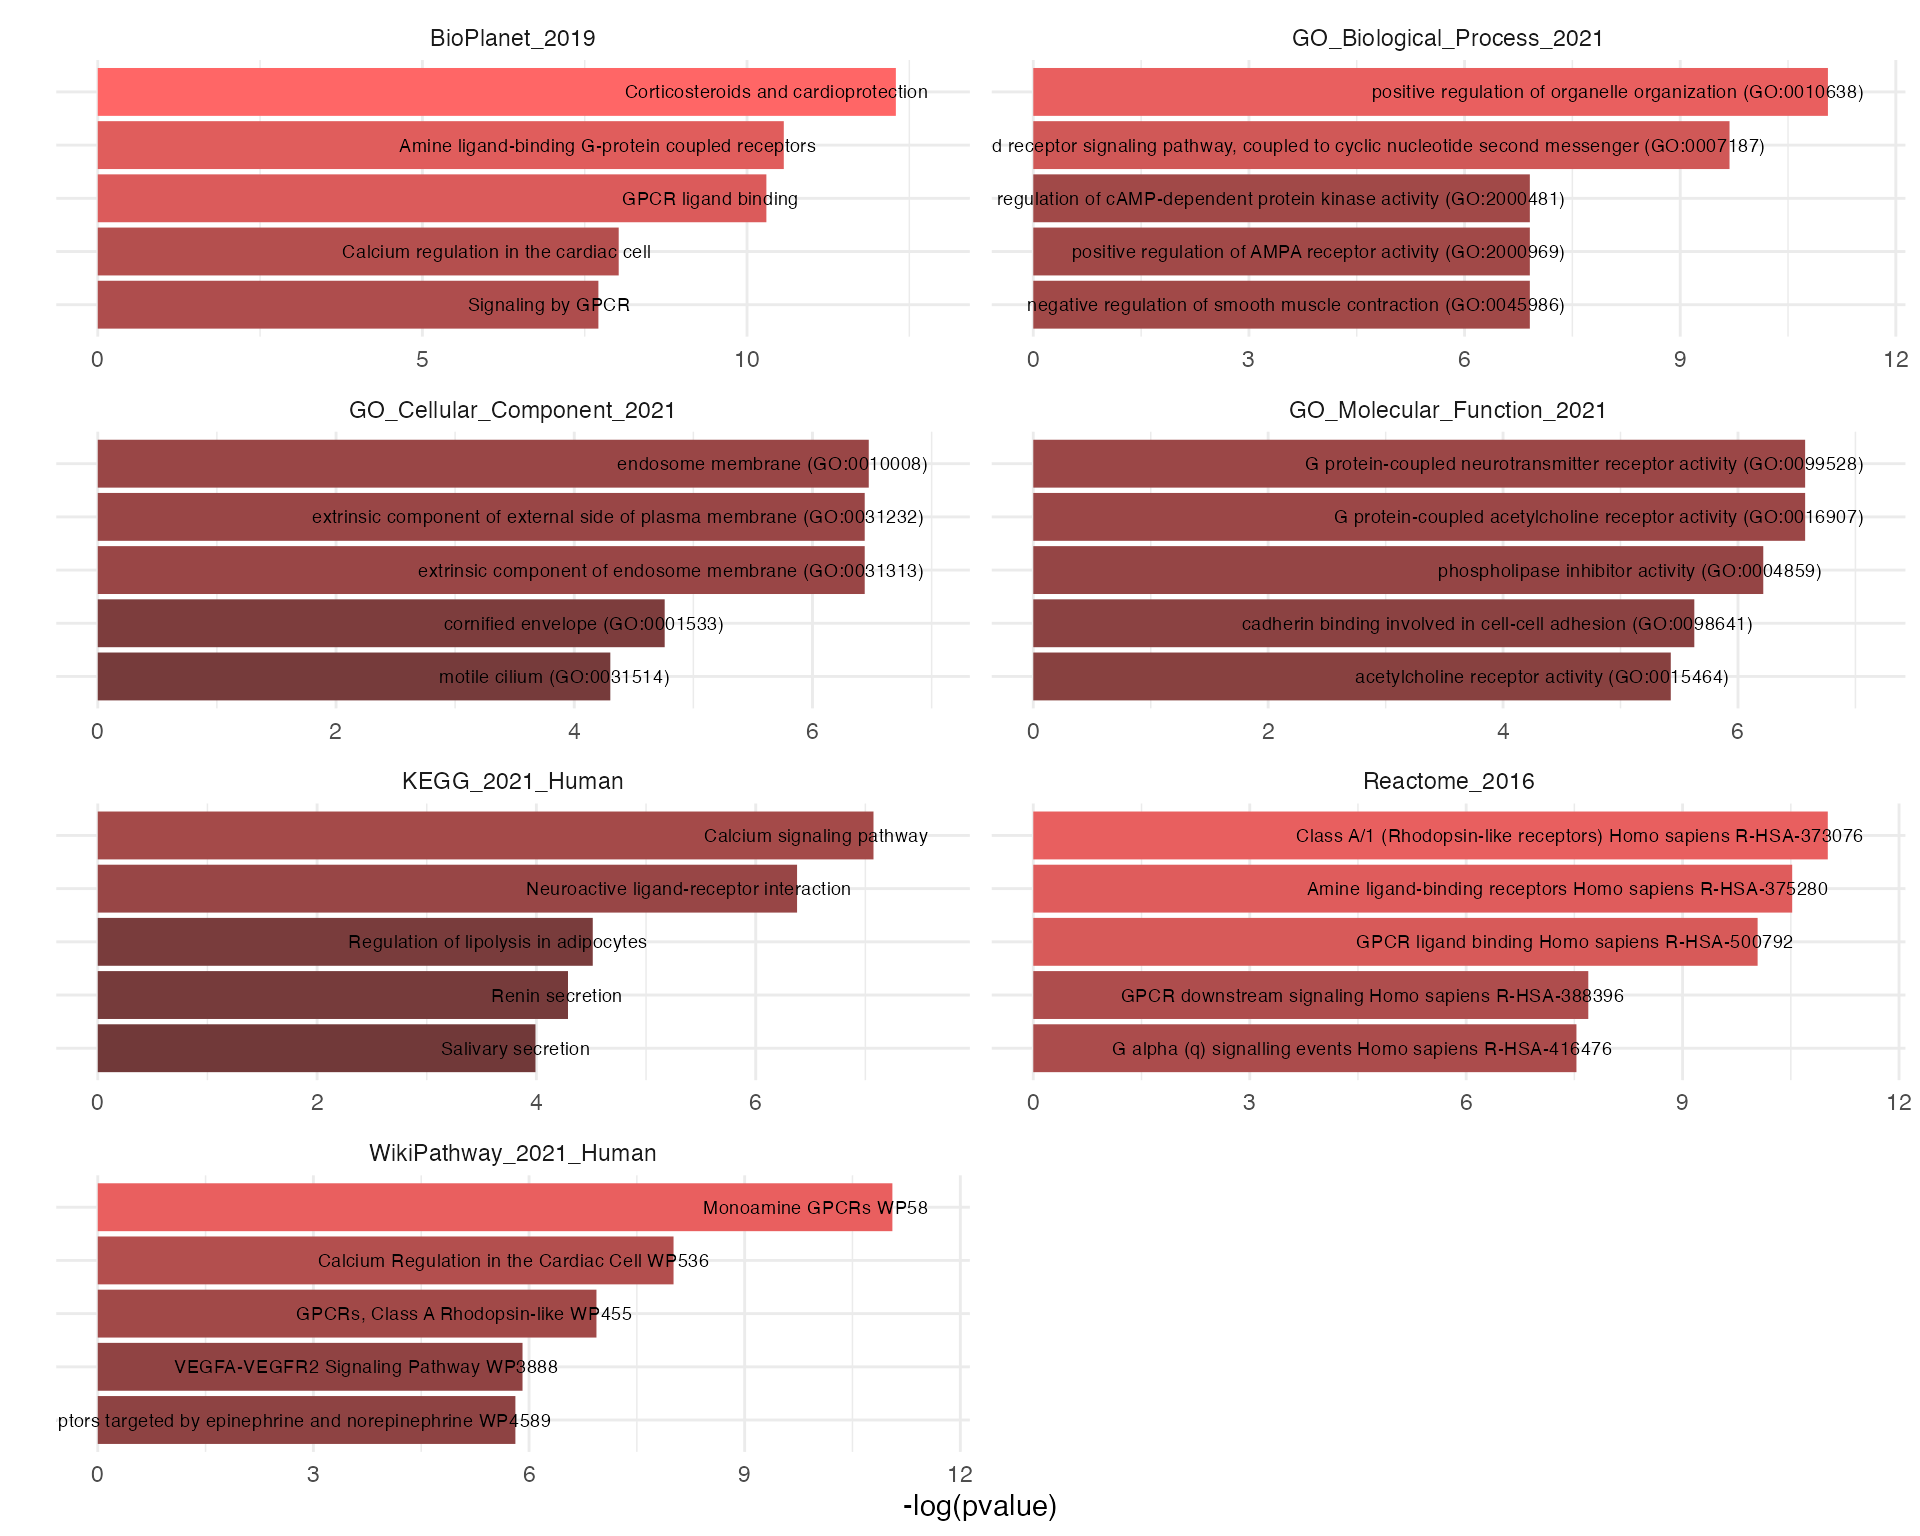 BioPlanet_2019
Corticosteroids and cardioprotection
Amine ligand-binding G-protein coupled receptors
GPCR ligand binding
Calcium regulation in the cardiac cell
Signaling by GPCR
0 5 10
GO_Biological_Process_2021
positive regulation of organelle organization (GO:0010638)
d receptor signaling pathway, coupled to cyclic nucleotide second messenger (GO:0007187)
regulation of cAMP-dependent protein kinase activity (GO:2000481)
positive regulation of AMPA receptor activity (GO:2000969)
negative regulation of smooth muscle contraction (GO:0045986)
0 3 6 9 12
GO_Cellular_Component_2021
endosome membrane (GO:0010008)
extrinsic component of external side of plasma membrane (GO:0031232)
extrinsic component of endosome membrane (GO:0031313)
cornified envelope (GO:0001533)
motile cilium (GO:0031514)
0 2 4 6
GO_Molecular_Function_2021
G protein-coupled neurotransmitter receptor activity (GO:0099528)
G protein-coupled acetylcholine receptor activity (GO:0016907)
phospholipase inhibitor activity (GO:0004859)
cadherin binding involved in cell-cell adhesion (GO:0098641)
acetylcholine receptor activity (GO:0015464)
0 2 4 6
KEGG_2021_Human
Calcium signaling pathway
Neuroactive ligand-receptor interaction
Regulation of lipolysis in adipocytes
Renin secretion
Salivary secretion
0 2 4 6
Reactome_2016
Class A/1 (Rhodopsin-like receptors) Homo sapiens R-HSA-373076
Amine ligand-binding receptors Homo sapiens R-HSA-375280
GPCR ligand binding Homo sapiens R-HSA-500792
GPCR downstream signaling Homo sapiens R-HSA-388396
G alpha (q) signalling events Homo sapiens R-HSA-416476
0 3 6 9 12
WikiPathway_2021_Human
Monoamine GPCRs WP58
Calcium Regulation in the Cardiac Cell WP536
GPCRs, Class A Rhodopsin-like WP455
VEGFA-VEGFR2 Signaling Pathway WP3888
ptors targeted by epinephrine and norepinephrine WP4589
0 3 6 9 12
-log(pvalue)